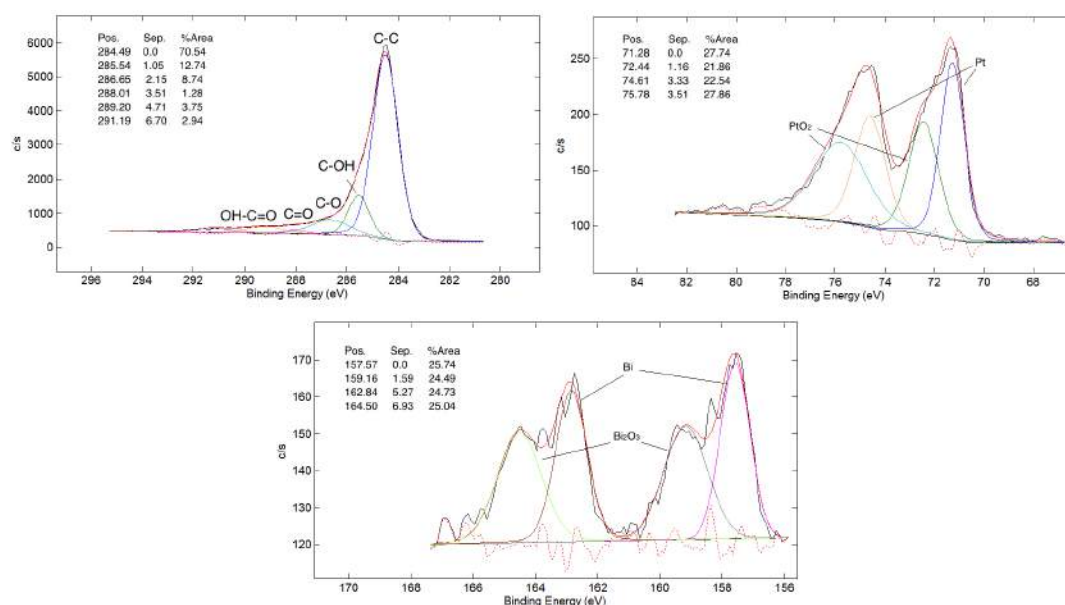 Pos. Sep. %Area
284.49 0.0 70.54
285.54 1.05 12.74
286.65 2.15 8.74
288.01 3.51 1.28
289.20 4.71 3.75
291.19 6.70 2.94
C-C
C-OH
C-O
C=O
OH-C=O
6000
5000
4000
3000
2000
1000
0
c/s
296 294 292 290 288 286 284 282 280
Binding Energy (eV)
Pos. Sep. %Area
71.28 0.0 27.74
72.44 1.16 21.86
74.61 3.33 22.54
75.78 3.51 27.86
Pt
PtO₂
250
200
150
100
c/s
84 82 80 78 76 74 72 70 68
Binding Energy (eV)
Pos. Sep. %Area
157.57 0.0 25.74
159.16 1.59 24.49
162.84 5.27 24.73
164.50 6.93 25.04
Bi
Bi₂O₃
170
160
150
140
130
120
c/s
170 168 166 164 162 160 158 156
Binding Energy (eV)